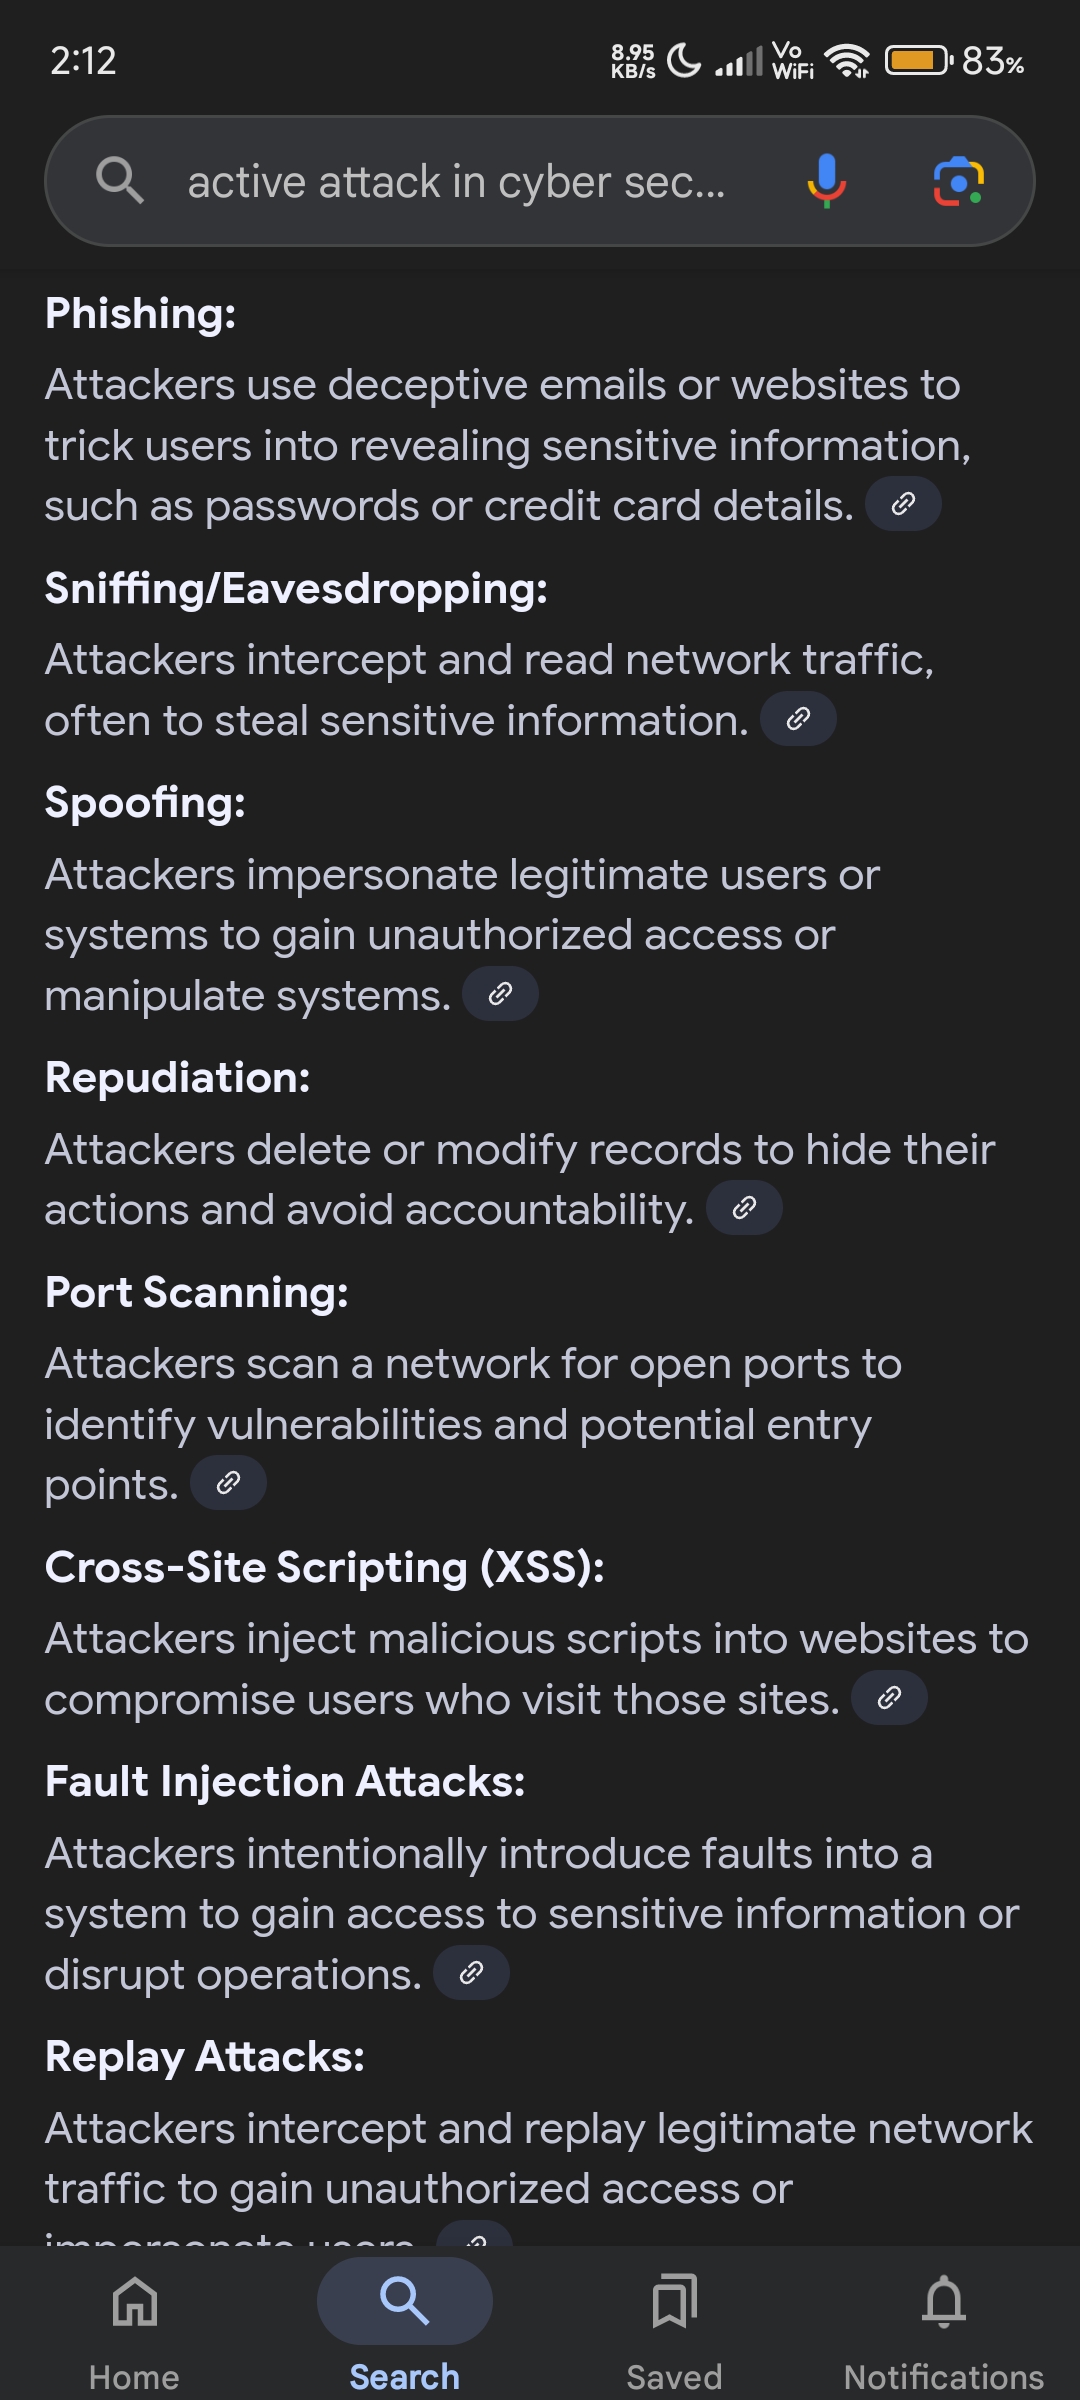 2:12
8.95
KB/s
Vo
WiFi
83%
active attack in cyber sec...
Phishing:
Attackers use deceptive emails or websites to
trick users into revealing sensitive information,
such as passwords or credit card details.
Sniffing/Eavesdropping:
Attackers intercept and read network traffic,
often to steal sensitive information.
Spoofing:
Attackers impersonate legitimate users or
systems to gain unauthorized access or
manipulate systems.
Repudiation:
Attackers delete or modify records to hide their
actions and avoid accountability.
Port Scanning:
Attackers scan a network for open ports to
identify vulnerabilities and potential entry
points.
Cross-Site Scripting (XSS):
Attackers inject malicious scripts into websites to
compromise users who visit those sites.
Fault Injection Attacks:
Attackers intentionally introduce faults into a
system to gain access to sensitive information or
disrupt operations.
Replay Attacks:
Attackers intercept and replay legitimate network
traffic to gain unauthorized access or
impersonate users.
Home
Search
Saved
Notifications